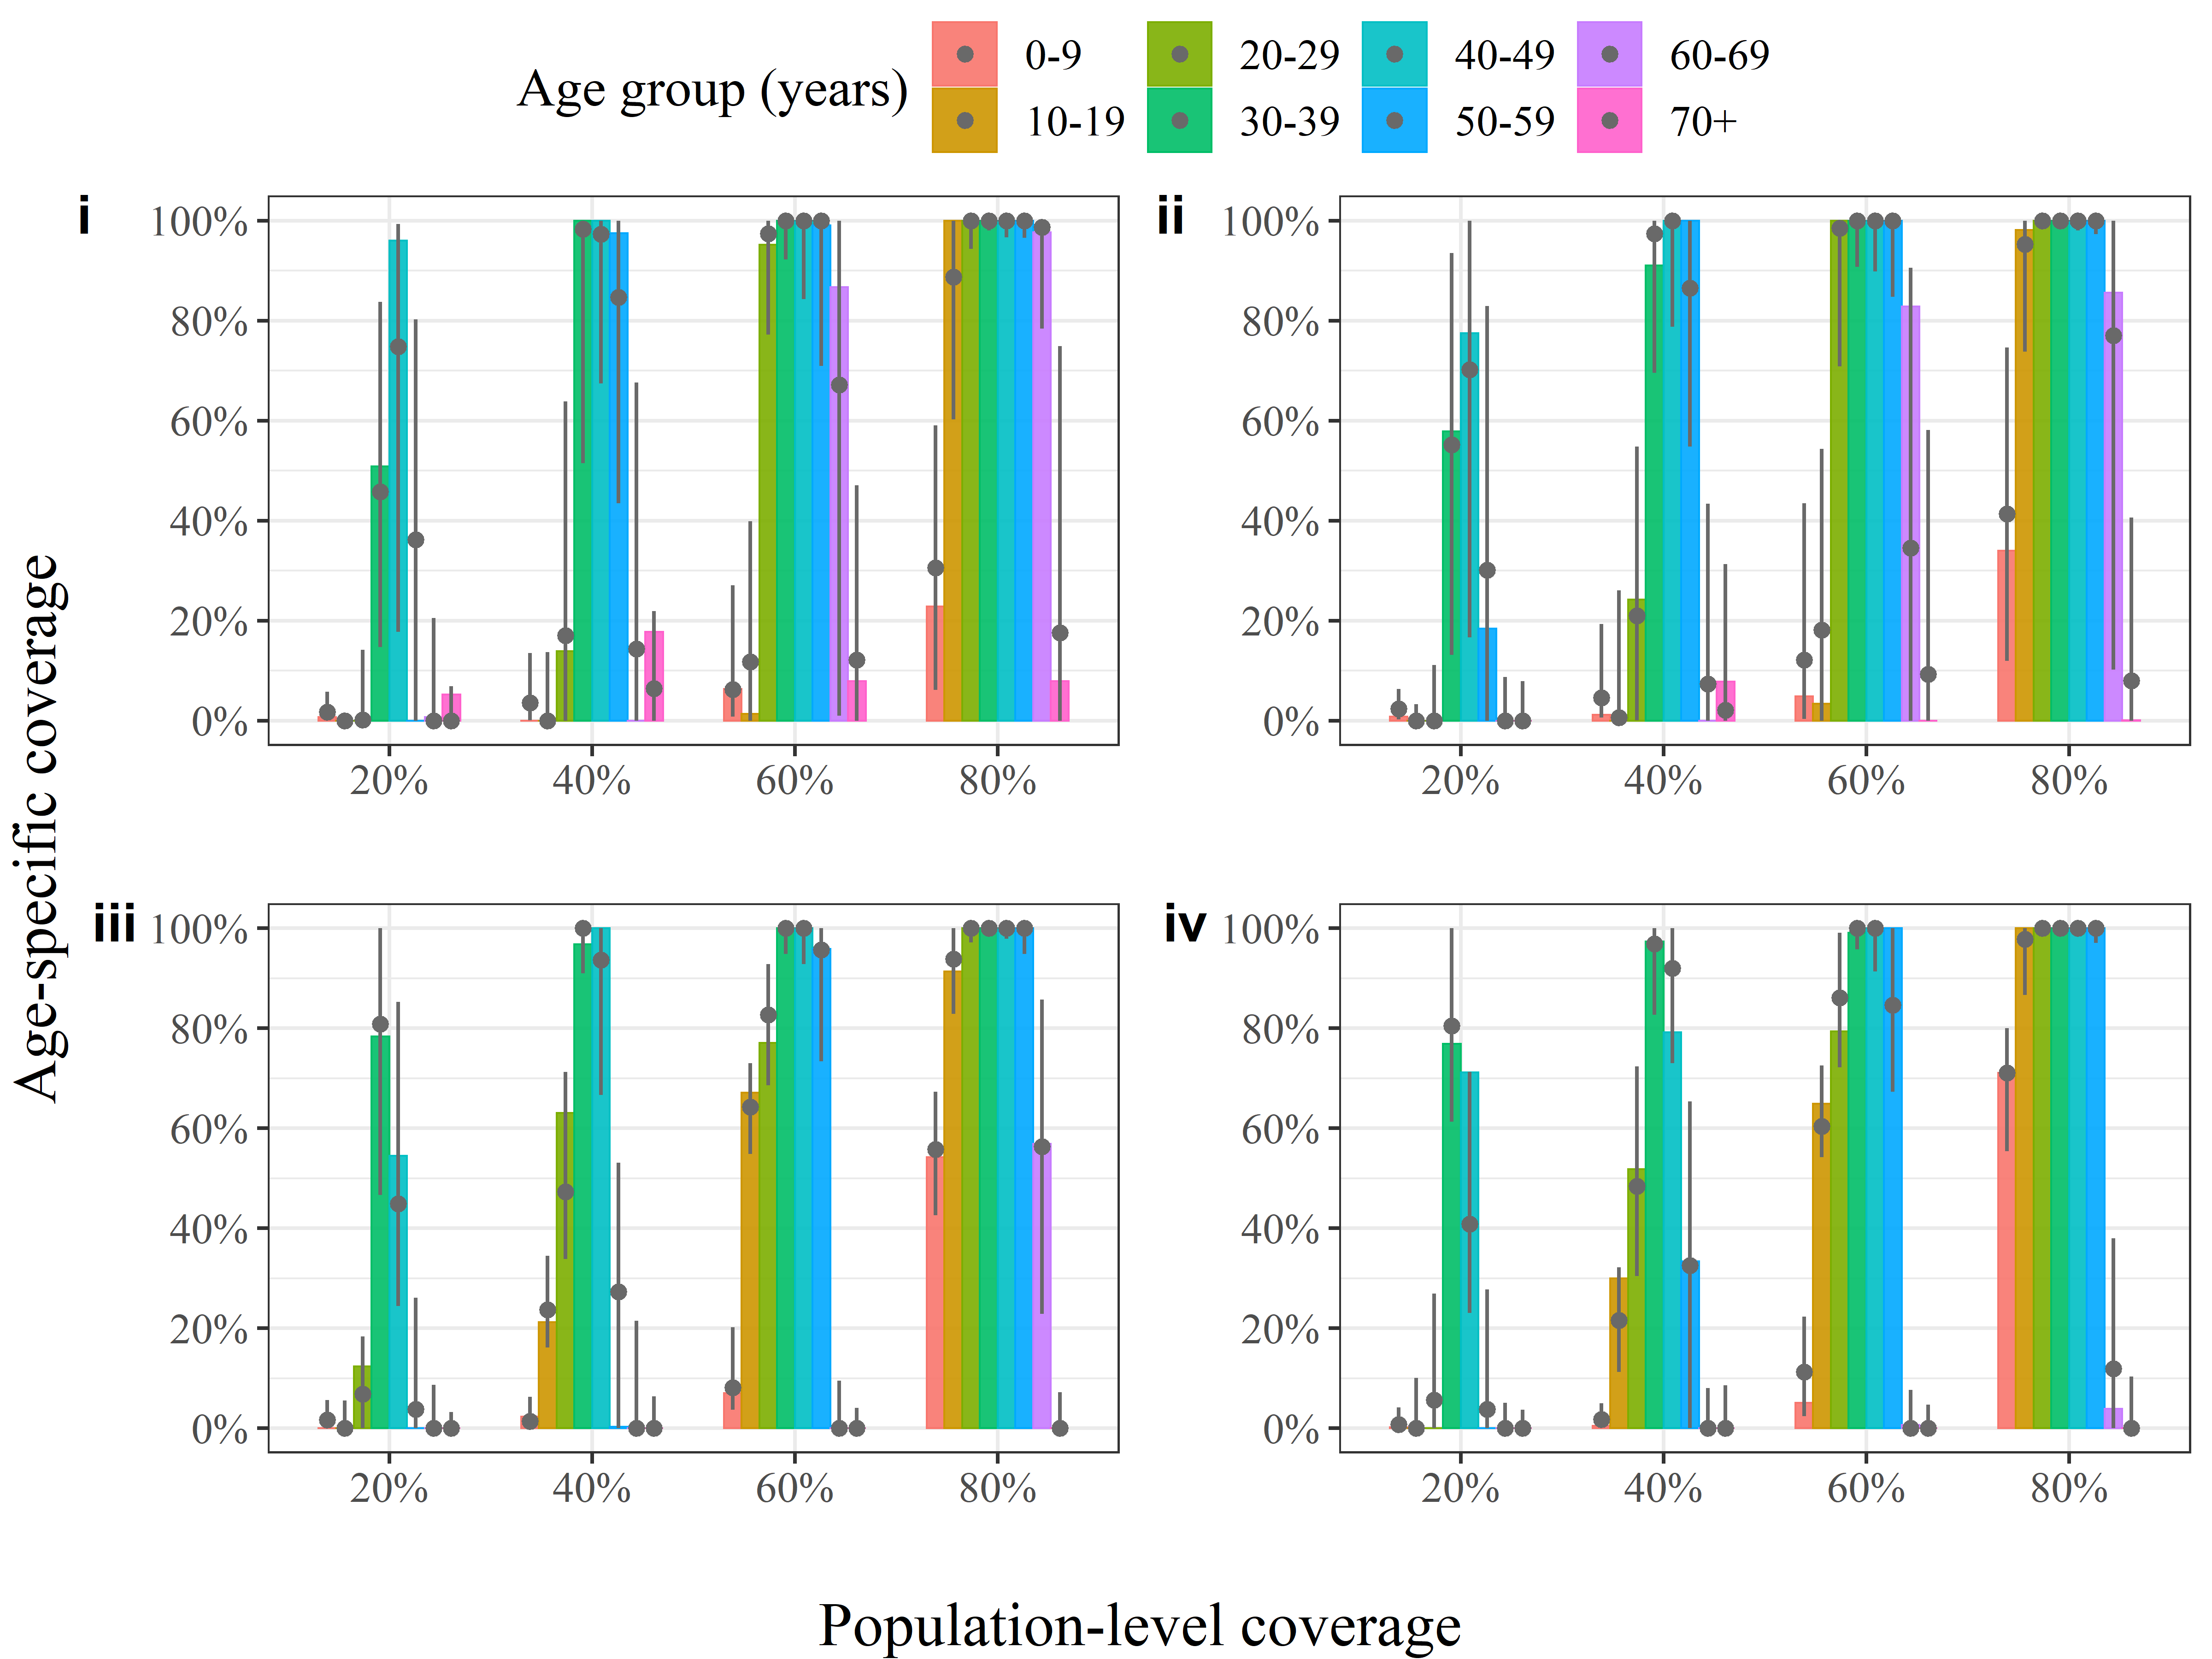 Age group (years)
0-9 20-29 40-49 60-69
10-19 30-39 50-59 70+
i ii
100% 100%
80% 80%
60% 60%
40% 40%
20% 20%
0% 0%
20% 40% 60% 80% 20% 40% 60% 80%
Age-specific coverage
iii iv
100% 100%
80% 80%
60% 60%
40% 40%
20% 20%
0% 0%
20% 40% 60% 80% 20% 40% 60% 80%
Population-level coverage